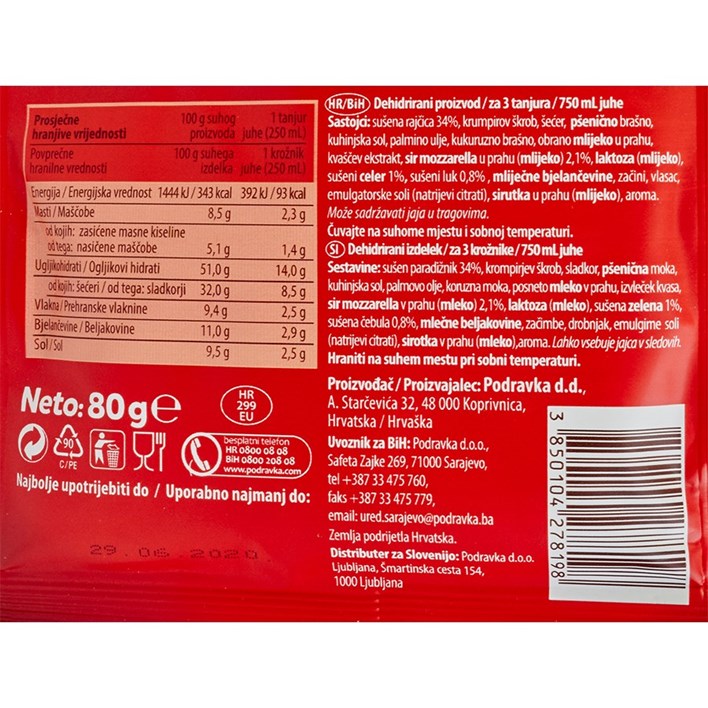 Prosječne 100 g suhog 1 tanjur
hranjive vrijednosti proizvoda juhe (250 mL)
Povprečne 100 g suhega 1 krožnik
hranilne vrednosti izdelka juhe (250 mL)
Energija / Energijska vrednost 1444 kJ / 343 kcal 392 kJ / 93 kcal
Masti / Maščobe 8,5 g 2,3 g
od kojih: zasićene masne kiseline
od tega: nasičene maščobe 5,1 g 1,4 g
Ugljikohidrati / Ogljikovi hidrati 51,0 g 14,0 g
od kojih: šećeri / od tega: sladkorji 32,0 g 8,5 g
Vlakna / Prehranske vlaknine 9,4 g 2,5 g
Bjelančevine / Beljakovine 11,0 g 2,9 g
Sol / Sol 9,5 g 2,5 g
Neto: 80 g e
HR
299
EU
90
C/PE
besplatni telefon
HR 0800 08 08
BiH 0800 208 08
www.podravka.com
Najbolje upotrijebiti do / Uporabno najmanj do:
29.06.2020.
HR/BiH Dehidrirani proizvod / za 3 tanjura / 750 mL juhe
Sastojci: sušena rajčica 34%, krumpirov škrob, šećer, pšenično brašno,
kuhinjska sol, palmino ulje, kukuruzno brašno, obrano mlijeko u prahu,
kvaščev ekstrakt, sir mozzarella u prahu (mlijeko) 2,1%, laktoza (mlijeko),
sušeni celer 1%, sušeni luk 0,8% , mliječne bjelančevine, začini, vlasac,
emulgatorske soli (natrijevi citrati), sirutka u prahu (mlijeko), aroma.
Može sadržavati jaja u tragovima.
Čuvajte na suhome mjestu i sobnoj temperaturi.
SI Dehidrirani izdelek / za 3 krožnike / 750 mL juhe
Sestavine: sušen paradižnik 34%, krompirjev škrob, sladkor, pšenična moka,
kuhinjska sol, palmovo olje, koruzna moka, posneto mleko v prahu, izvleček kvasa,
sir mozzarella v prahu (mleko) 2,1%, laktoza (mleko), sušena zelena 1%,
sušena čebula 0,8%, mlečne beljakovine, začimbe, drobnjak, emulgirne soli
(natrijevi citrati), sirotka v prahu (mleko),aroma. Lahko vsebuje jajca v sledovih.
Hraniti na suhem mestu pri sobni temperaturi.
Proizvođač / Proizvajalec: Podravka d.d.,
A. Starčevića 32, 48 000 Koprivnica,
Hrvatska / Hrvaška
Uvoznik za BiH: Podravka d.o.o.,
Safeta Zajke 269, 71000 Sarajevo,
tel +387 33 475 760,
faks +387 33 475 779,
email: ured.sarajevo@podravka.ba
Zemlja podrijetla Hrvatska.
Distributer za Slovenijo: Podravka d.o.o.
Ljubljana, Šmartinska cesta 154,
1000 Ljubljana
3 850104 278198